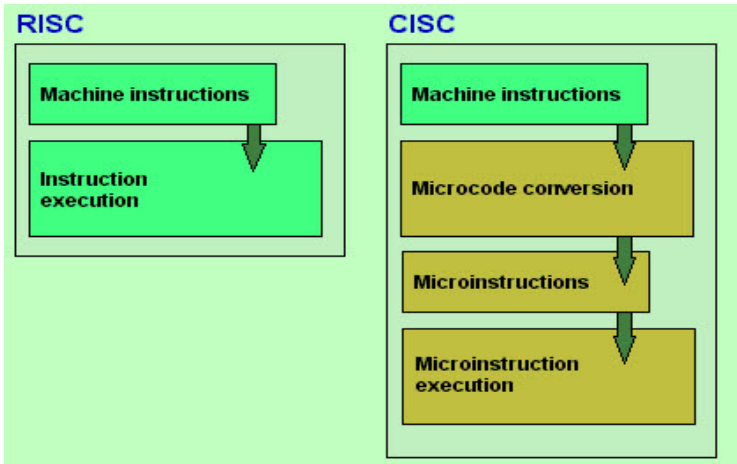 RISC
Machine instructions
Instruction
execution
CISC
Machine instructions
Microcode conversion
Microinstructions
Microinstruction
execution